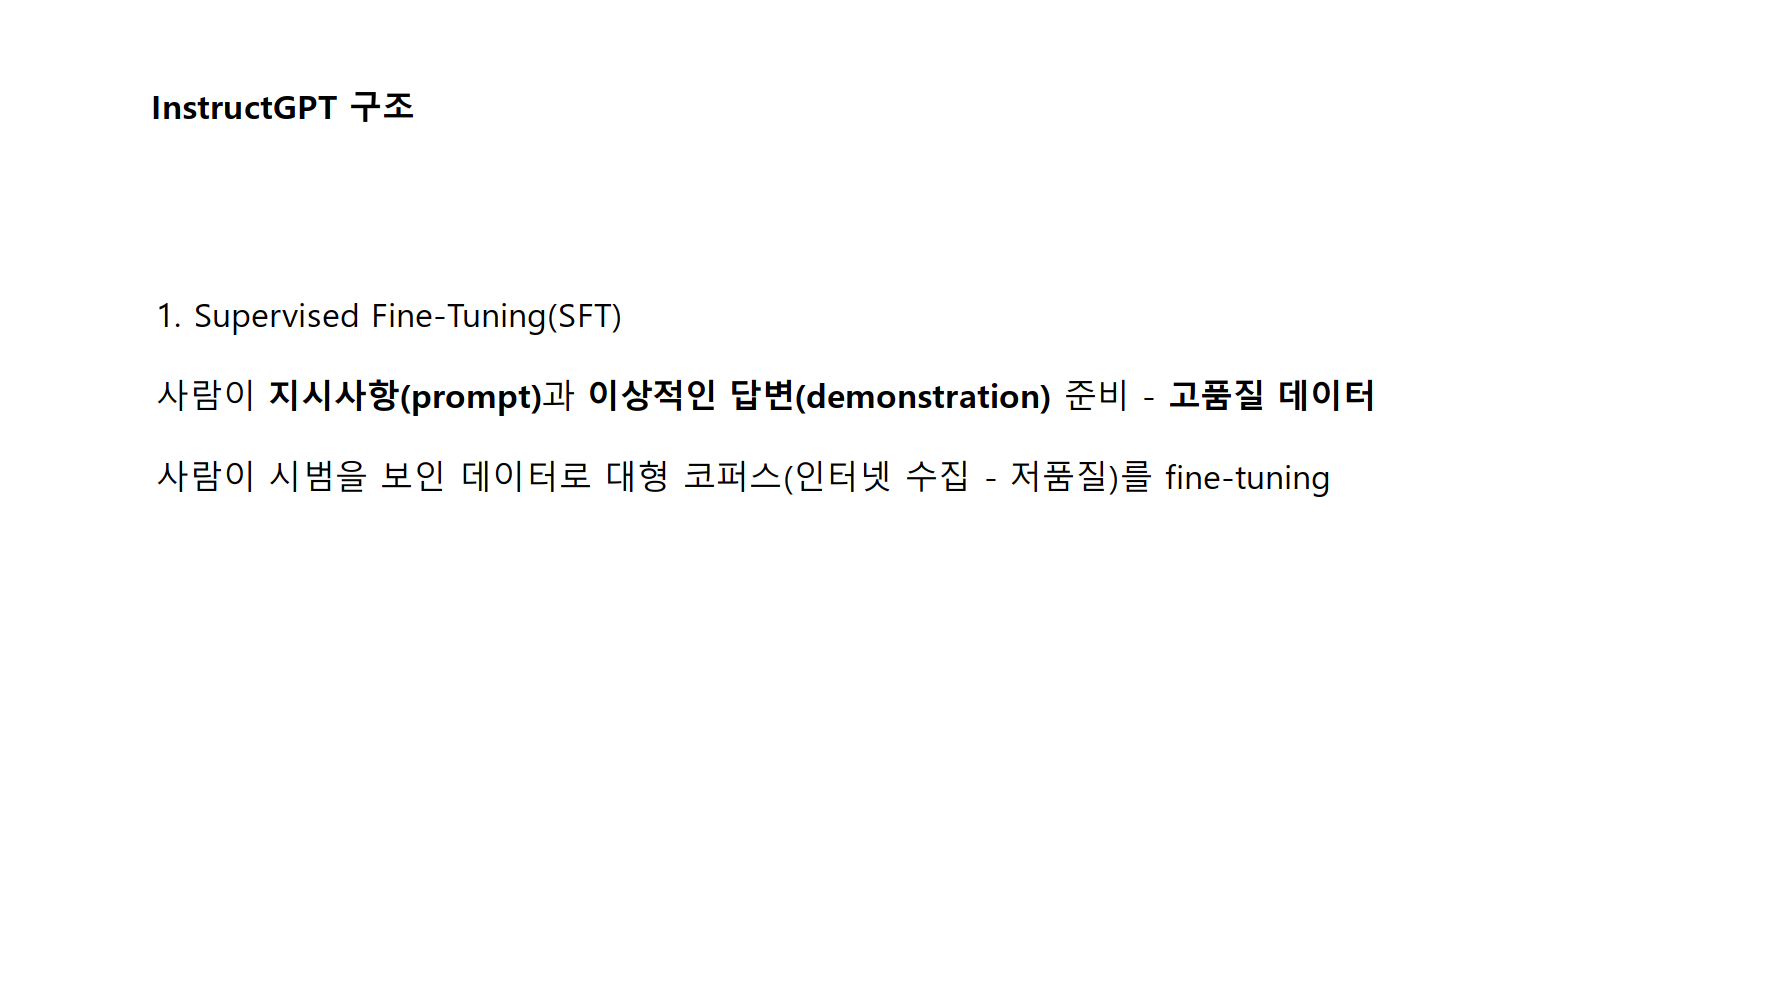 InstructGPT 구조
1. Supervised Fine-Tuning(SFT)
사람이 지시사항(prompt)과 이상적인 답변(demonstration) 준비 - 고품질 데이터
사람이 시범을 보인 데이터로 대형 코퍼스(인터넷 수집 - 저품질)를 fine-tuning